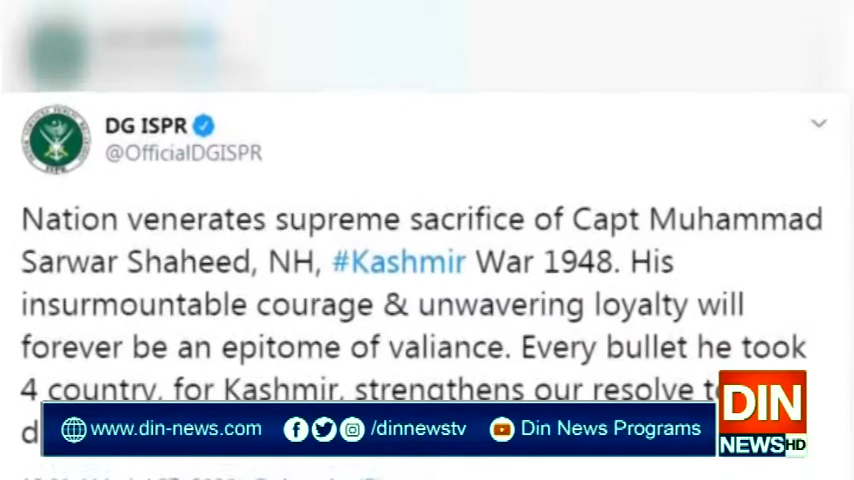 DG ISPR
@OfficialDGISPR
Nation venerates supreme sacrifice of Capt Muhammad
Sarwar Shaheed, NH, #Kashmir War 1948. His
insurmountable courage & unwavering loyalty will
forever be an epitome of valiance. Every bullet he took
4 country, for Kashmir, strengthens our resolve
www.din-news.com /dinnewstv Din News Programs
DIN
NEWS HD